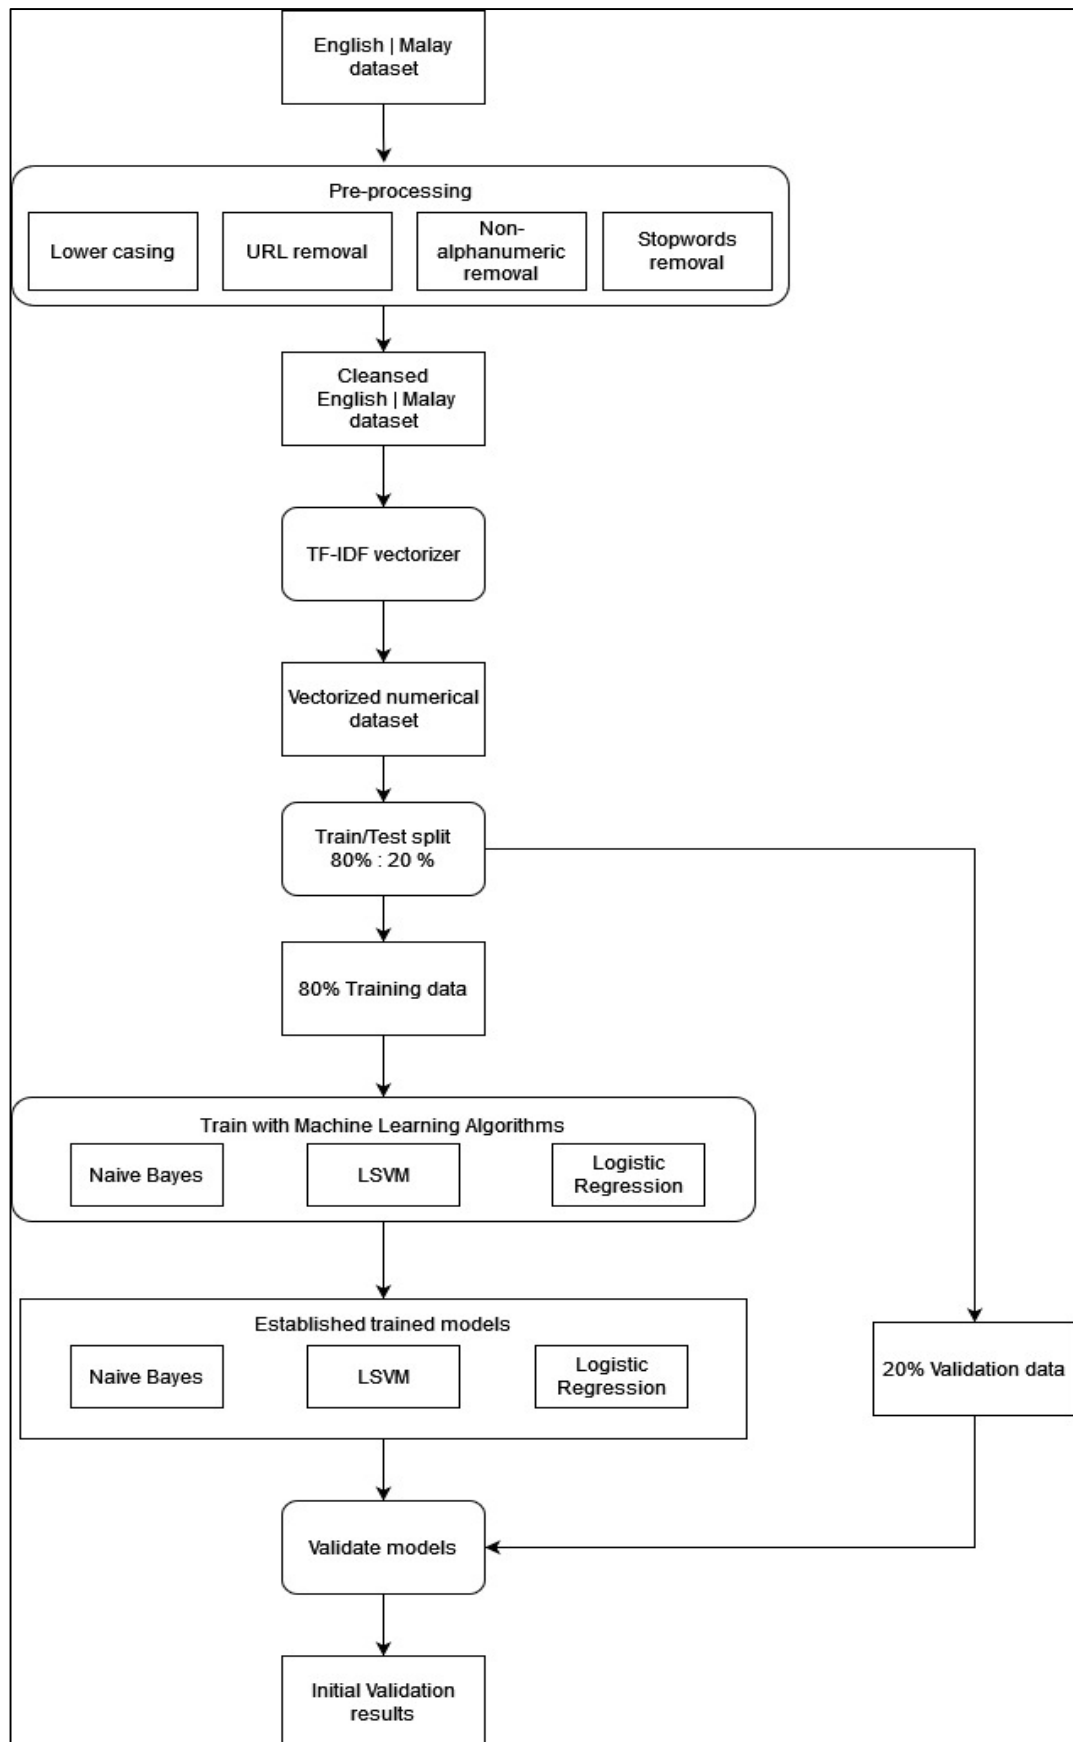 English | Malay
dataset
Pre-processing
Lower casing
URL removal
Non-
alphanumeric
removal
Stopwords
removal
Cleansed
English | Malay
dataset
TF-IDF vectorizer
Vectorized numerical
dataset
Train/Test split
80% : 20 %
80% Training data
Train with Machine Learning Algorithms
Naive Bayes
LSVM
Logistic
Regression
Established trained models
Naive Bayes
LSVM
Logistic
Regression
20% Validation data
Validate models
Initial Validation
results